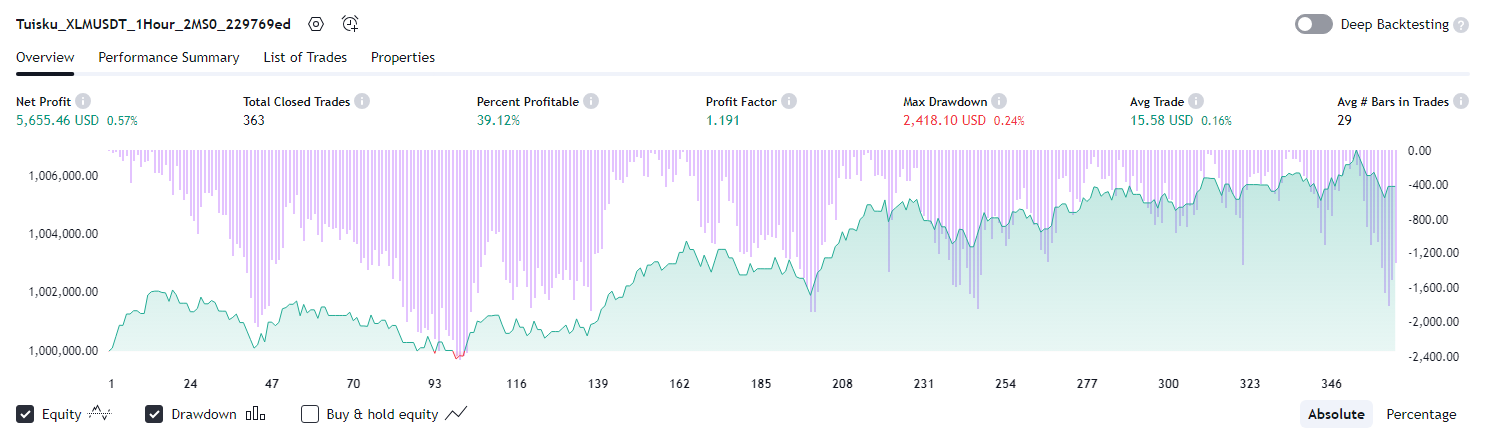 Tuisku_XLMUSDT_1Hour_2MS0_229769ed Deep Backtesting ?
Overview Performance Summary List of Trades Properties
Net Profit i Total Closed Trades i Percent Profitable i Profit Factor i Max Drawdown i Avg Trade i Avg # Bars in Trades i
5,655.46 USD 0.57% 363 39.12% 1.191 2,418.10 USD 0.24% 15.58 USD 0.16% 29
0.00
1,006,000.00
-400.00
-800.00
1,004,000.00
-1,200.00
-1,600.00
1,002,000.00
-2,000.00
1,000,000.00
-2,400.00
1 24 47 70 93 116 139 162 185 208 231 254 277 300 323 346
Equity Drawdown Buy & hold equity Absolute Percentage